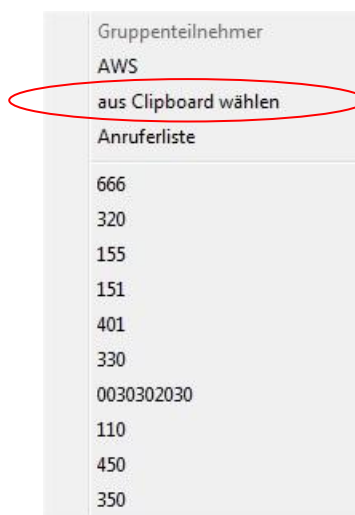 Gruppenteilnehmer
AWS
aus Clipboard wählen
Anruferliste
666
320
155
151
401
330
0030302030
110
450
350